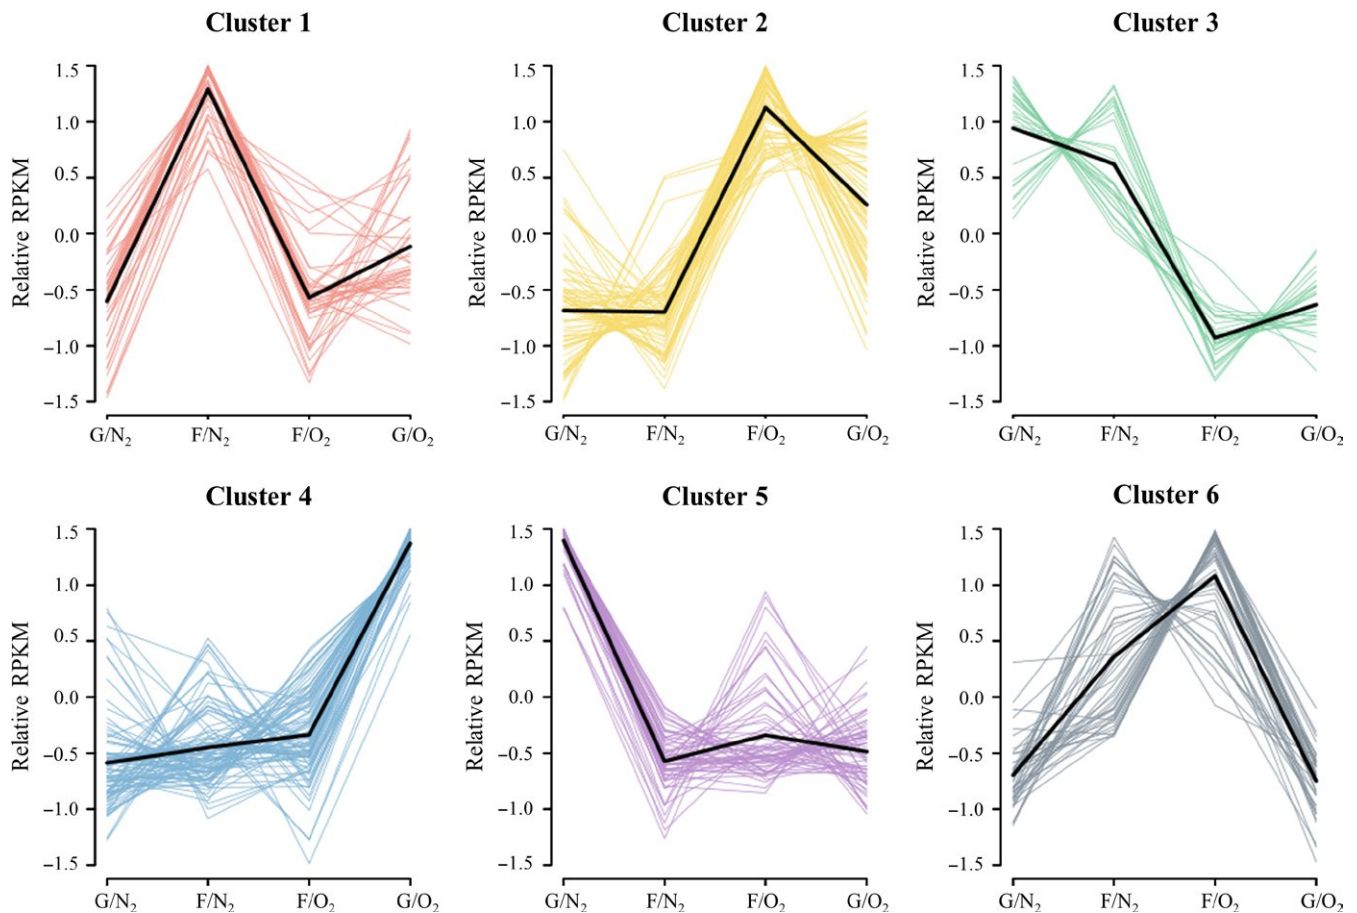 Cluster 1
Cluster 2
Cluster 3
Relative RPKM
1.5
1.0
0.5
0.0
−0.5
−1.0
−1.5
G/N2
F/N2
F/O2
G/O2
Relative RPKM
1.5
1.0
0.5
0.0
−0.5
−1.0
−1.5
G/N2
F/N2
F/O2
G/O2
Relative RPKM
1.5
1.0
0.5
0.0
−0.5
−1.0
−1.5
G/N2
F/N2
F/O2
G/O2
Cluster 4
Cluster 5
Cluster 6
Relative RPKM
1.5
1.0
0.5
0.0
−0.5
−1.0
−1.5
G/N2
F/N2
F/O2
G/O2
Relative RPKM
1.5
1.0
0.5
0.0
−0.5
−1.0
−1.5
G/N2
F/N2
F/O2
G/O2
Relative RPKM
1.5
1.0
0.5
0.0
−0.5
−1.0
−1.5
G/N2
F/N2
F/O2
G/O2